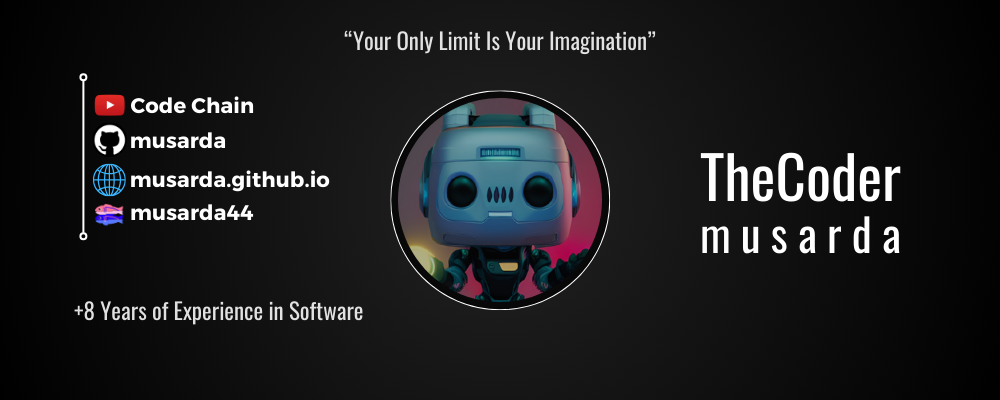 “Your Only Limit Is Your Imagination”
Code Chain
musarda
musarda.github.io
musarda44
+8 Years of Experience in Software
TheCoder
musarda